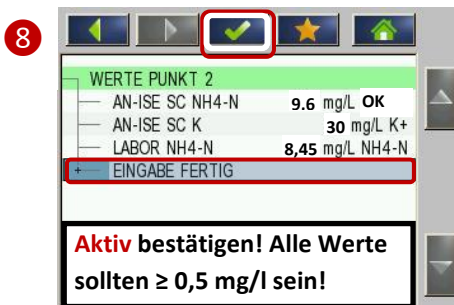 8
WERTE PUNKT 2
AN-ISE SC NH4-N 9.6 mg/L OK
AN-ISE SC K 30 mg/L K+
LABOR NH4-N 8,45 mg/L NH4-N
+ EINGABE FERTIG
Aktiv bestätigen! Alle Werte
sollten ≥ 0,5 mg/l sein!